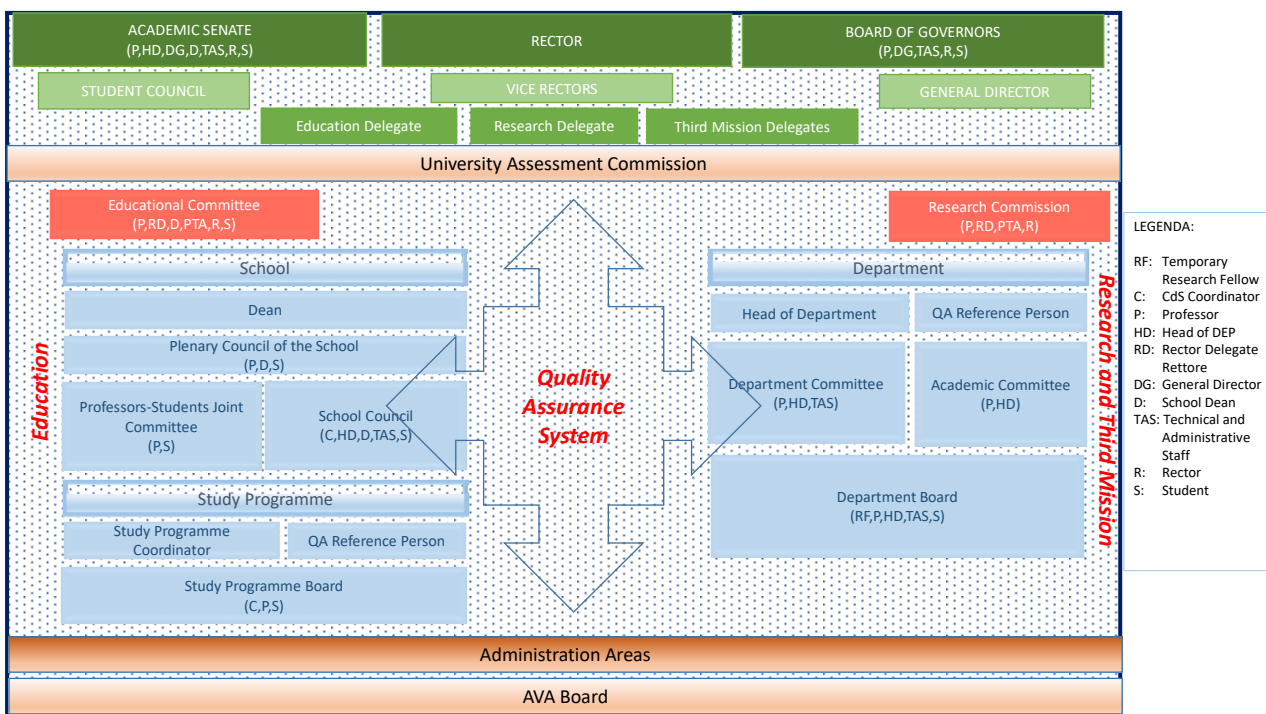 ACADEMIC SENATE
(P,HD,DG,D,TAS,R,S)
RECTOR
BOARD OF GOVERNORS
(P,DG,TAS,R,S)
STUDENT COUNCIL
VICE RECTORS
GENERAL DIRECTOR
Education Delegate
Research Delegate
Third Mission Delegates
University Assessment Commission
Educational Committee
(P,RD,D,PTA,R,S)
Research Commission
(P,RD,PTA,R)
Education
School
Dean
Plenary Council of the School
(P,D,S)
Professors-Students Joint
Committee
(P,S)
School Council
(C,HD,D,TAS,S)
Study Programme
Study Programme
Coordinator
QA Reference Person
Study Programme Board
(C,P,S)
Quality
Assurance
System
Department
Head of Department
QA Reference Person
Department Committee
(P,HD,TAS)
Academic Committee
(P,HD)
Department Board
(RF,P,HD,TAS,S)
Research and Third Mission
Administration Areas
AVA Board
LEGENDA:
RF: Temporary
Research Fellow
C: CdS Coordinator
P: Professor
HD: Head of DEP
RD: Rector Delegate
Rettore
DG: General Director
D: School Dean
TAS: Technical and
Administrative
Staff
R: Rector
S: Student